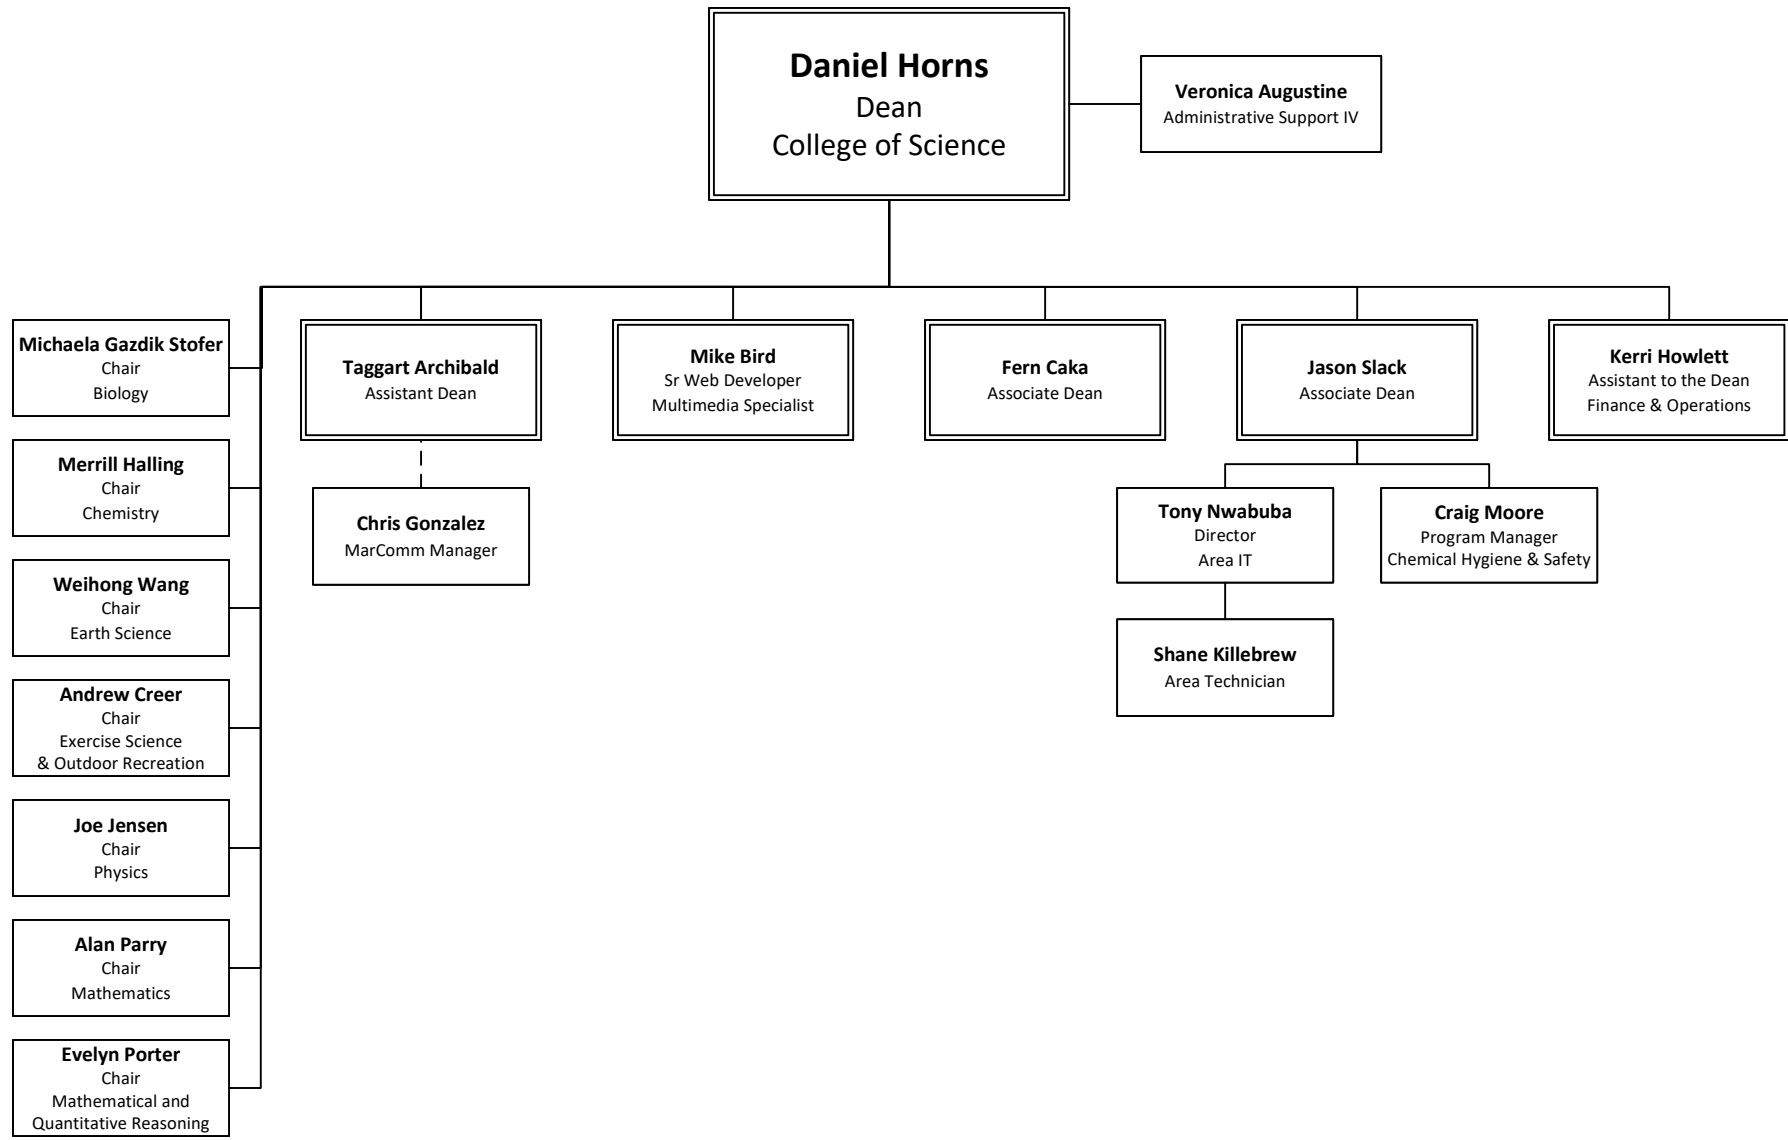 Daniel Horns
Dean
College of Science
Veronica Augustine
Administrative Support IV
Michaela Gazdik Stofer
Chair
Biology
Taggart Archibald
Assistant Dean
Mike Bird
Sr Web Developer
Multimedia Specialist
Fern Caka
Associate Dean
Jason Slack
Associate Dean
Kerri Howlett
Assistant to the Dean
Finance & Operations
Merrill Halling
Chair
Chemistry
Chris Gonzalez
MarComm Manager
Tony Nwabuba
Director
Area IT
Craig Moore
Program Manager
Chemical Hygiene & Safety
Weihong Wang
Chair
Earth Science
Shane Killebrew
Area Technician
Andrew Creer
Chair
Exercise Science
& Outdoor Recreation
Joe Jensen
Chair
Physics
Alan Parry
Chair
Mathematics
Evelyn Porter
Chair
Mathematical and
Quantitative Reasoning